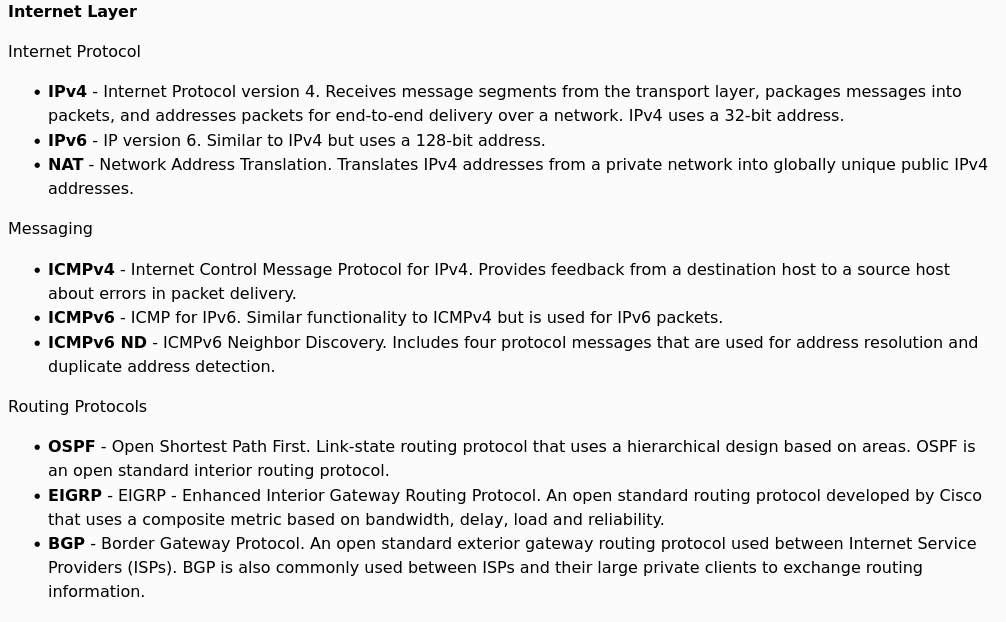 Internet Layer
Internet Protocol
• IPv4 - Internet Protocol version 4. Receives message segments from the transport layer, packages messages into
packets, and addresses packets for end-to-end delivery over a network. IPv4 uses a 32-bit address.
• IPv6 - IP version 6. Similar to IPv4 but uses a 128-bit address.
• NAT - Network Address Translation. Translates IPv4 addresses from a private network into globally unique public IPv4
addresses.
Messaging
• ICMPv4 - Internet Control Message Protocol for IPv4. Provides feedback from a destination host to a source host
about errors in packet delivery.
• ICMPv6 - ICMP for IPv6. Similar functionality to ICMPv4 but is used for IPv6 packets.
• ICMPv6 ND - ICMPv6 Neighbor Discovery. Includes four protocol messages that are used for address resolution and
duplicate address detection.
Routing Protocols
• OSPF - Open Shortest Path First. Link-state routing protocol that uses a hierarchical design based on areas. OSPF is
an open standard interior routing protocol.
• EIGRP - EIGRP - Enhanced Interior Gateway Routing Protocol. An open standard routing protocol developed by Cisco
that uses a composite metric based on bandwidth, delay, load and reliability.
• BGP - Border Gateway Protocol. An open standard exterior gateway routing protocol used between Internet Service
Providers (ISPs). BGP is also commonly used between ISPs and their large private clients to exchange routing
information.